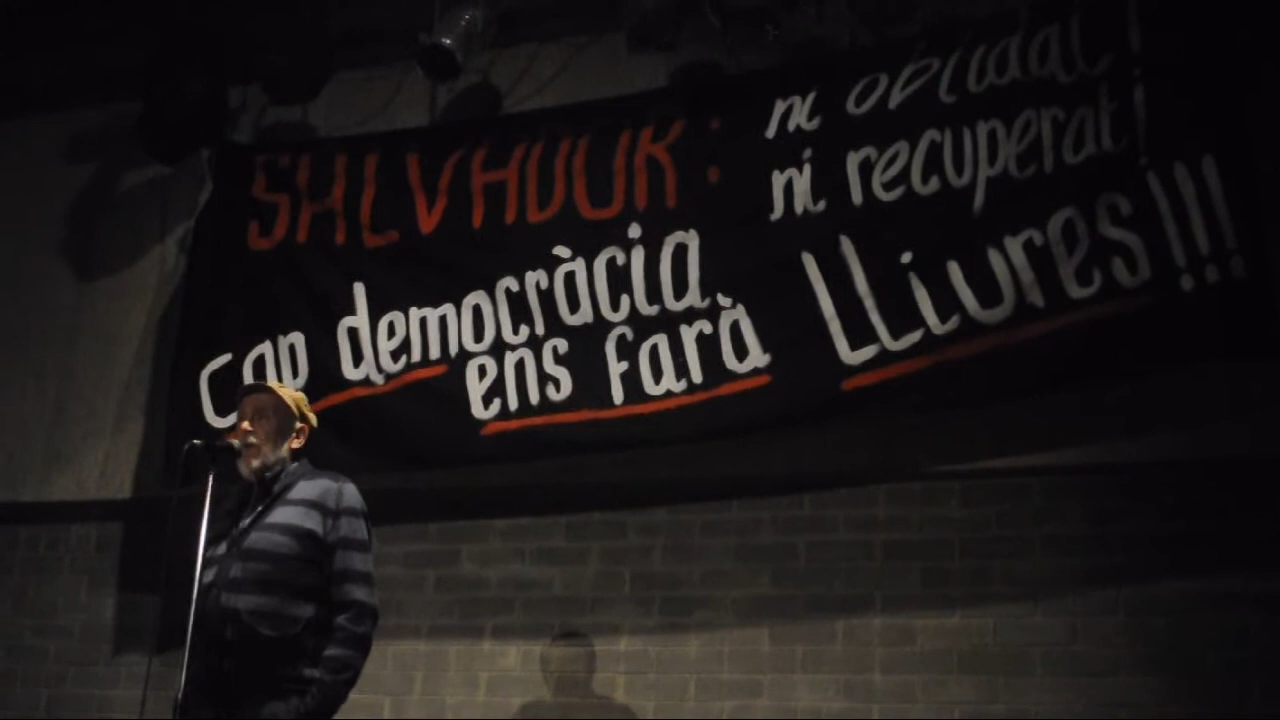 SALVADOR:
ni oblidat!
ni recuperat!
Cap democràcia
ens farà
LLiures!!!